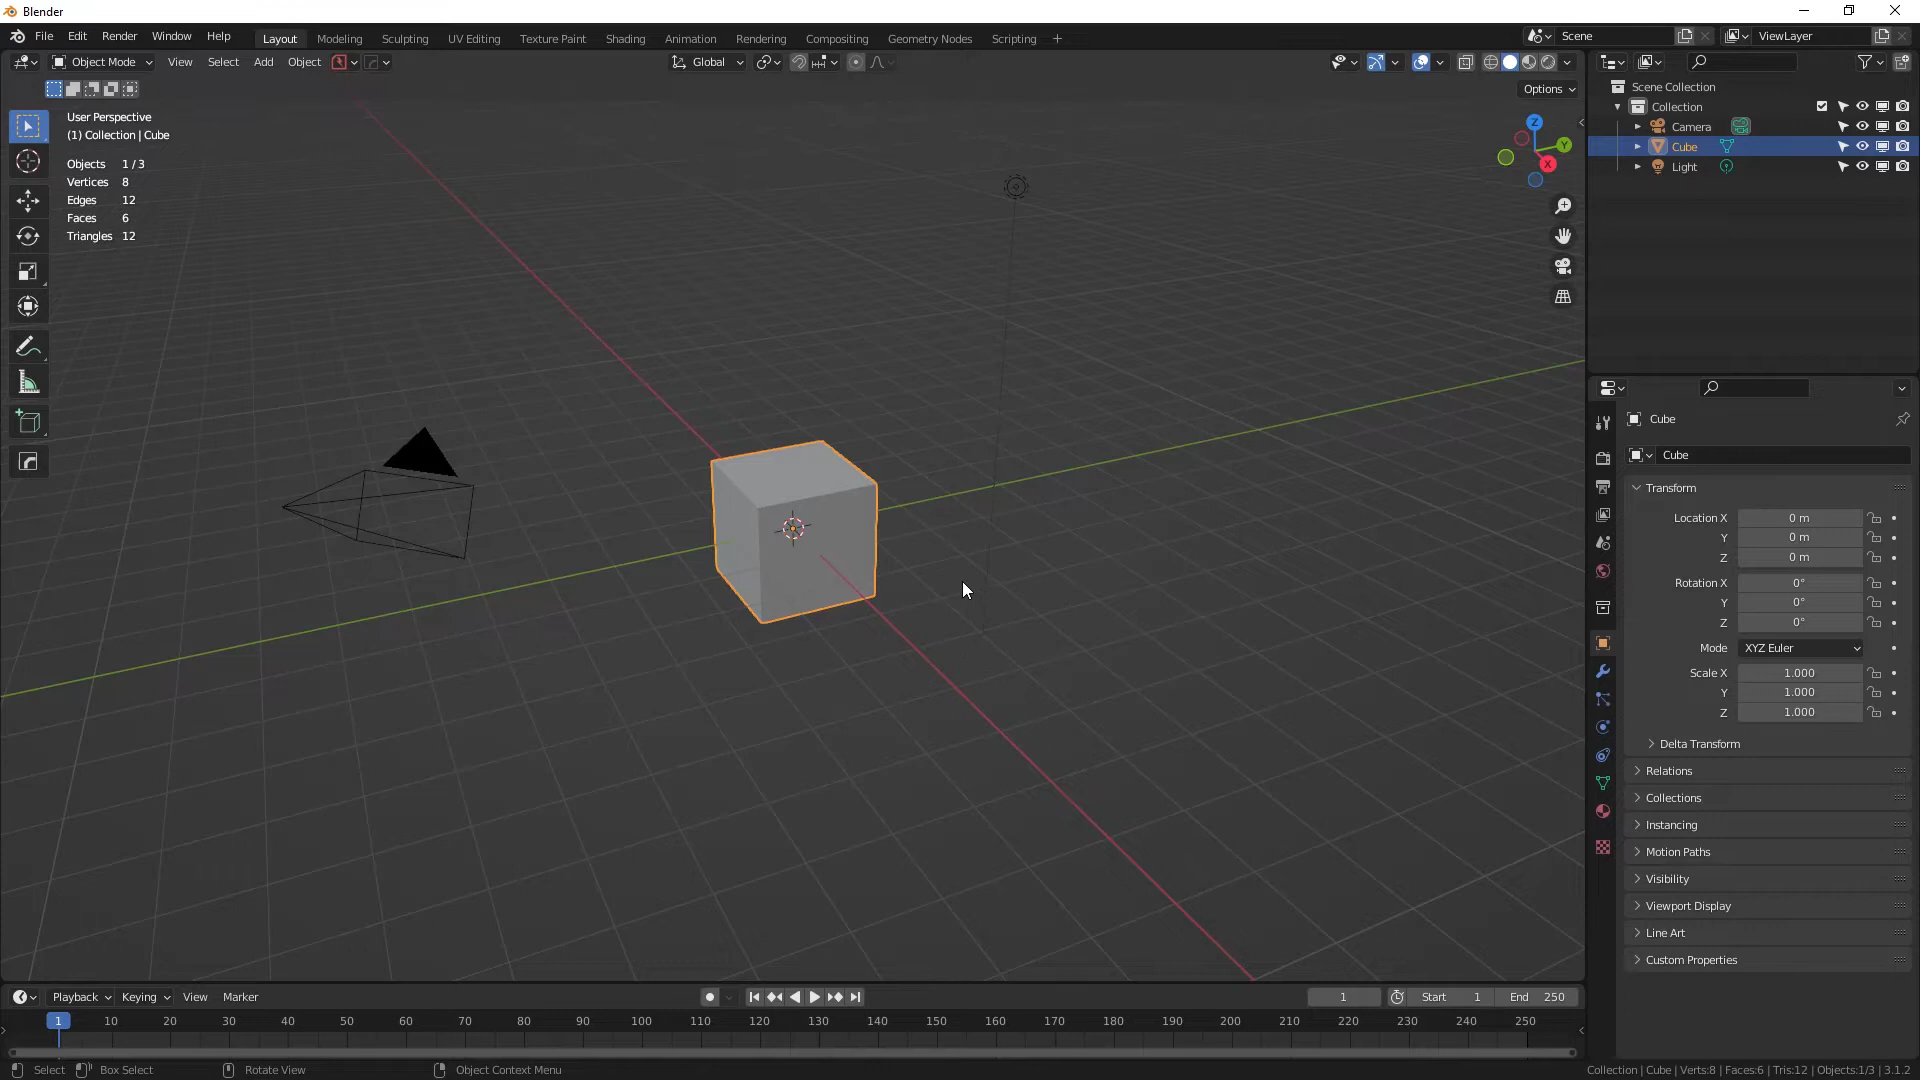 Blender
File Edit Render Window Help Layout Modeling Sculpting UV Editing Texture Paint Shading Animation Rendering Compositing Geometry Nodes Scripting + Scene ViewLayer
Object Mode View Select Add Object Global
Options
User Perspective
(1) Collection | Cube
Objects 1 / 3
Vertices 8
Edges 12
Faces 6
Triangles 12
Z
Y
X
Scene Collection
Collection
Camera
Cube
Light
Cube
Cube
Transform
Location X 0 m
Y 0 m
Z 0 m
Rotation X 0°
Y 0°
Z 0°
Mode XYZ Euler
Scale X 1.000
Y 1.000
Z 1.000
Delta Transform
Relations
Collections
Instancing
Motion Paths
Visibility
Viewport Display
Line Art
Custom Properties
Playback Keying View Marker 1 Start 1 End 250
1 10 20 30 40 50 60 70 80 90 100 110 120 130 140 150 160 170 180 190 200 210 220 230 240 250
Select Box Select Rotate View Object Context Menu Collection | Cube | Verts:8 | Faces:6 | Tris:12 | Objects:1/3 | 3.1.2